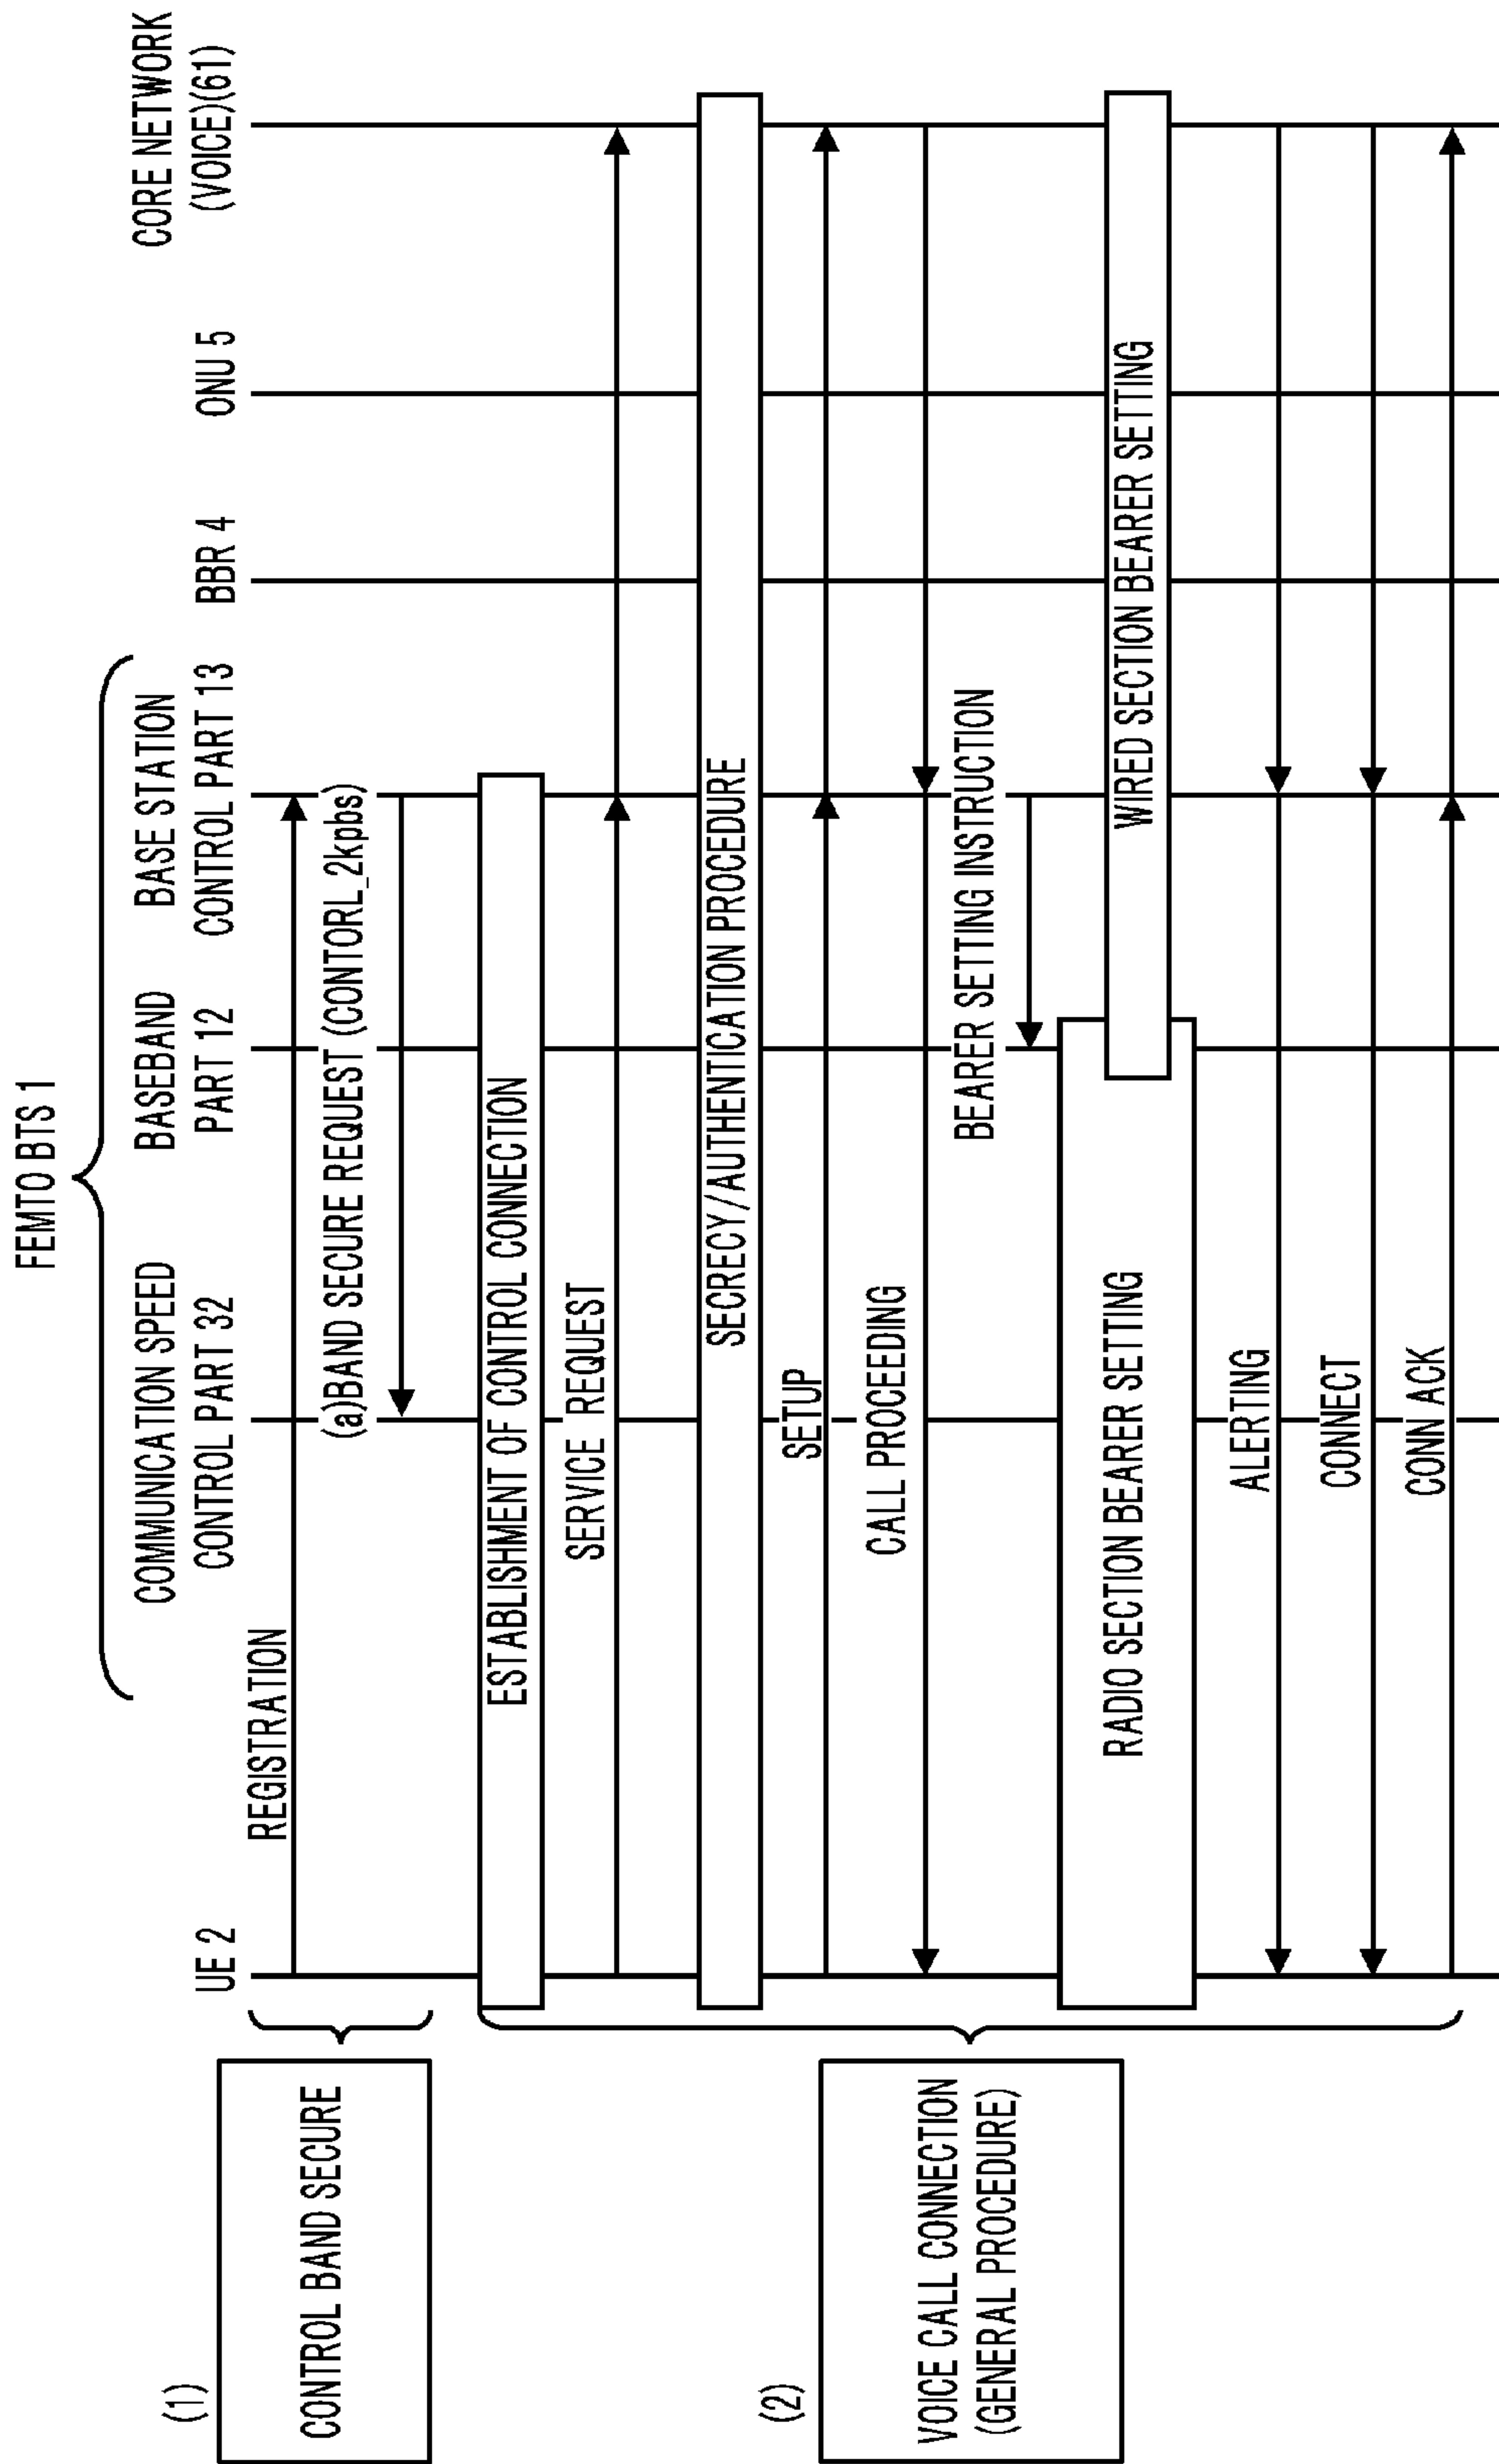 FEMTO BTS 1
UE 2
COMMUNICATION SPEED
CONTROL PART 32
BASEBAND
PART 12
BASE STATION
CONTROL PART 13
BBR 4
ONU 5
CORE NETWORK
(VOICE)(61)
(1)
CONTROL BAND SECURE
REGISTRATION
(a)BAND SECURE REQUEST (CONTORL_2kpbs)
(2)
VOICE CALL CONNECTION
(GENERAL PROCEDURE)
ESTABLISHMENT OF CONTROL CONNECTION
SERVICE REQUEST
SECRECY/AUTHENTICATION PROCEDURE
SETUP
CALL PROCEEDING
BEARER SETTING INSTRUCTION
RADIO SECTION BEARER SETTING
WIRED SECTION BEARER SETTING
ALERTING
CONNECT
CONN ACK